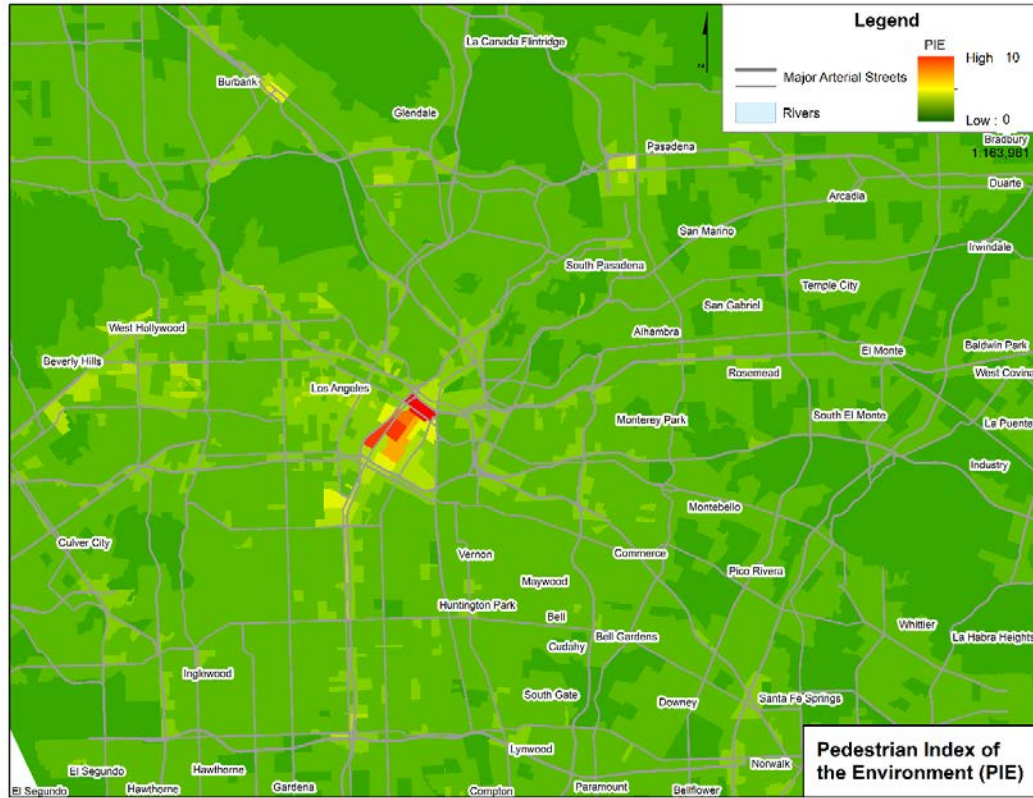 Legend
PIE
High 10
Major Arterial Streets
Rivers
Low : 0
La Canada Flintridge
Burbank
Glendale
Bradbury
1:163,961
Pasadena
Duarte
Arcadia
San Marino
Irwindale
South Pasadena
Temple City
San Gabriel
West Hollywood
Alhambra
Baldwin Park
El Monte
Beverly Hills
Rosemead
West Covina
Los Angeles
Monterey Park
South El Monte
La Puente
Industry
Montebello
Culver City
Vernon
Commerce
Pico Rivera
Maywood
Huntington Park
Bell
Whittier
Bell Gardens
La Habra Heights
Cudahy
Inglewood
South Gate
Downey
Santa Fe Springs
Lynwood
Pedestrian Index of
the Environment (PIE)
Norwalk
El Segundo
Hawthorne
El Segundo
Hawthorne
Gardena
Compton
Paramount
Bellflower